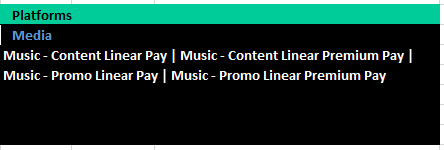 Platforms
Media
Music - Content Linear Pay | Music - Content Linear Premium Pay |
Music - Promo Linear Pay | Music - Promo Linear Premium Pay